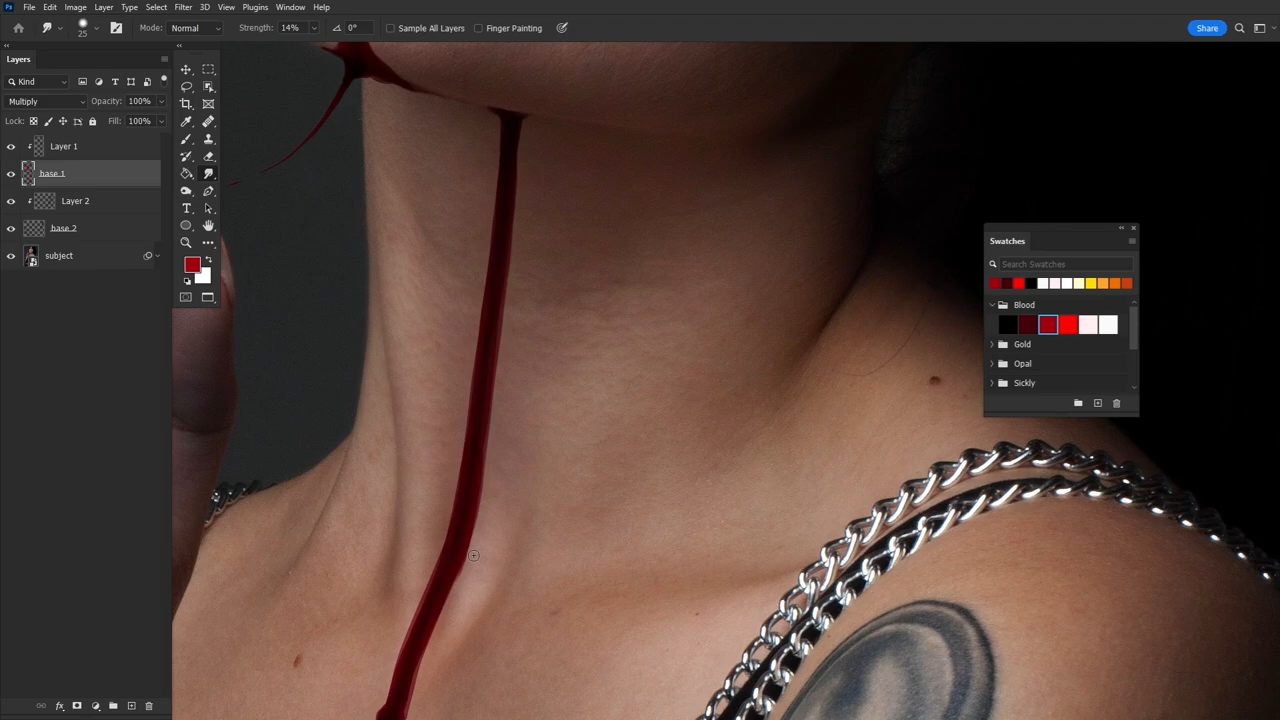 Ps File Edit Image Layer Type Select Filter 3D View Plugins Window Help
25 Mode: Normal Strength: 14% 0° Sample All Layers Finger Painting Share
Layers
Kind
Multiply Opacity: 100%
Lock: Fill: 100%
Layer 1
base 1
Layer 2
base 2
subject
Swatches
Search Swatches
Blood
Gold
Opal
Sickly